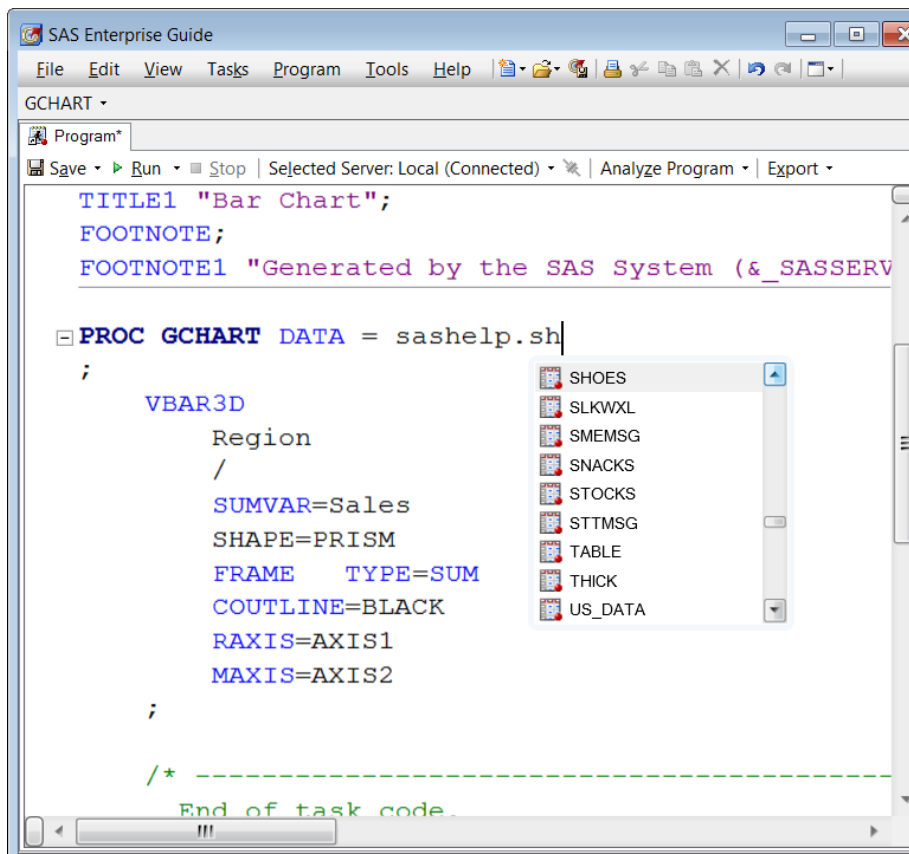 SAS Enterprise Guide
File Edit View Tasks Program Tools Help
GCHART
Program*
Save Run Stop Selected Server: Local (Connected) Analyze Program Export
TITLE1 "Bar Chart";
FOOTNOTE;
FOOTNOTE1 "Generated by the SAS System (&_SASSERV
PROC GCHART DATA = sashelp.sh
;
SHOES
VBAR3D
SLKWXL
Region
SMEMSG
/
SNACKS
SUMVAR=Sales
STOCKS
SHAPE=PRISM
STTMSG
FRAME TYPE=SUM
TABLE
COUTLINE=BLACK
THICK
RAXIS=AXIS1
US_DATA
MAXIS=AXIS2
;
/* ------------------------------------------
End of task code.